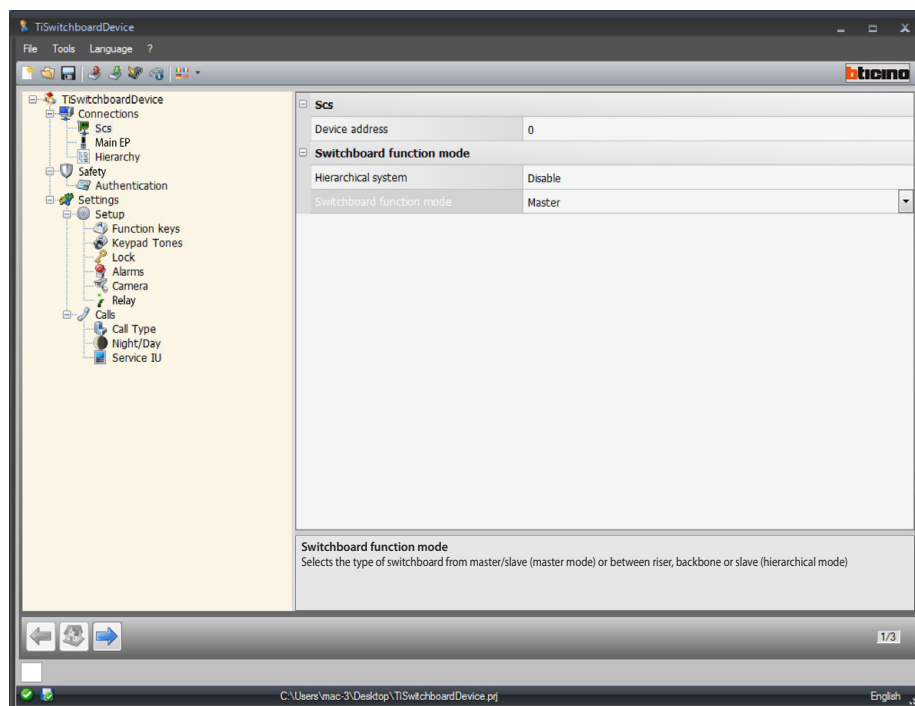 TiSwitchboardDevice
File Tools Language ?
bticino
TiSwitchboardDevice
Connections
Scs
Main EP
Hierarchy
Safety
Authentication
Settings
Setup
Function keys
Keypad Tones
Lock
Alarms
Camera
Relay
Calls
Call Type
Night/Day
Service IU
Scs
Device address 0
Switchboard function mode
Hierarchical system Disable
Switchboard function mode Master
Switchboard function mode
Selects the type of switchboard from master/slave (master mode) or between riser, backbone or slave (hierarchical mode)
1/3
C:\Users\mac-3\Desktop\TiSwitchboardDevice.prj English